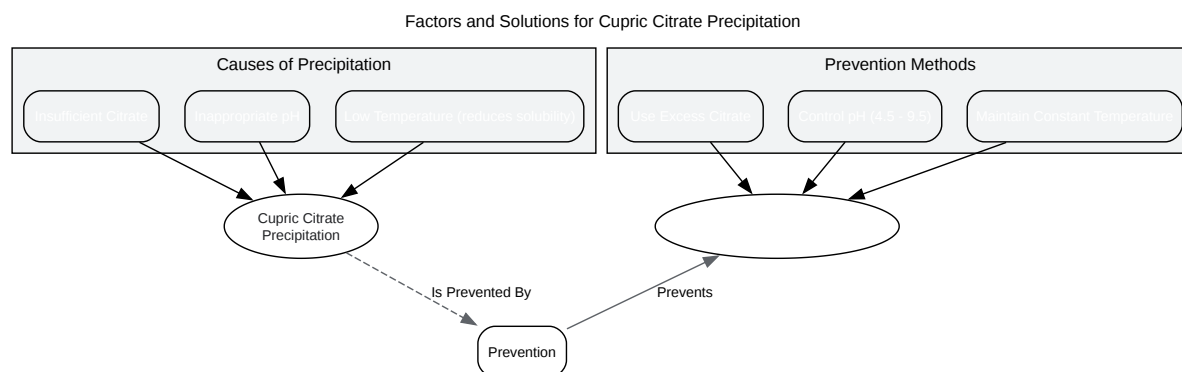 Factors and Solutions for Cupric Citrate Precipitation
Causes of Precipitation
Prevention Methods
Insufficient Citrate
Inappropriate pH
Low Temperature (reduces solubility)
Use Excess Citrate
Control pH (4.5 - 9.5)
Maintain Constant Temperature
Cupric Citrate
Precipitation
Is Prevented By
Prevents
Prevention